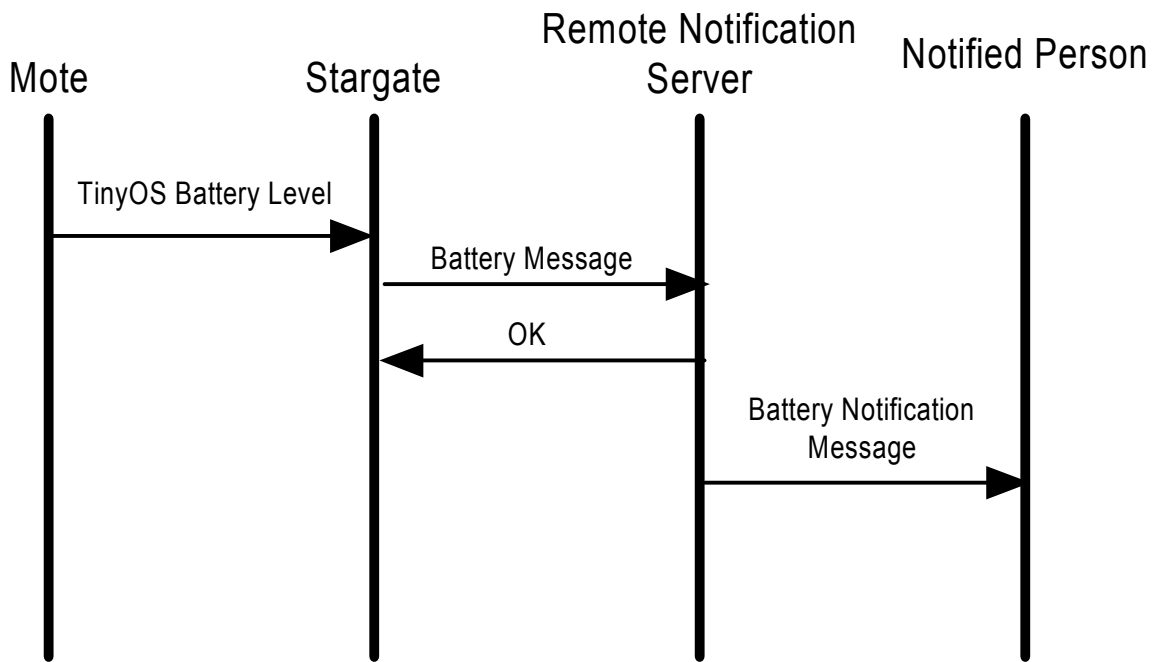 Remote Notification
Server
Notified Person
Mote
Stargate
TinyOS Battery Level
Battery Message
OK
Battery Notification
Message